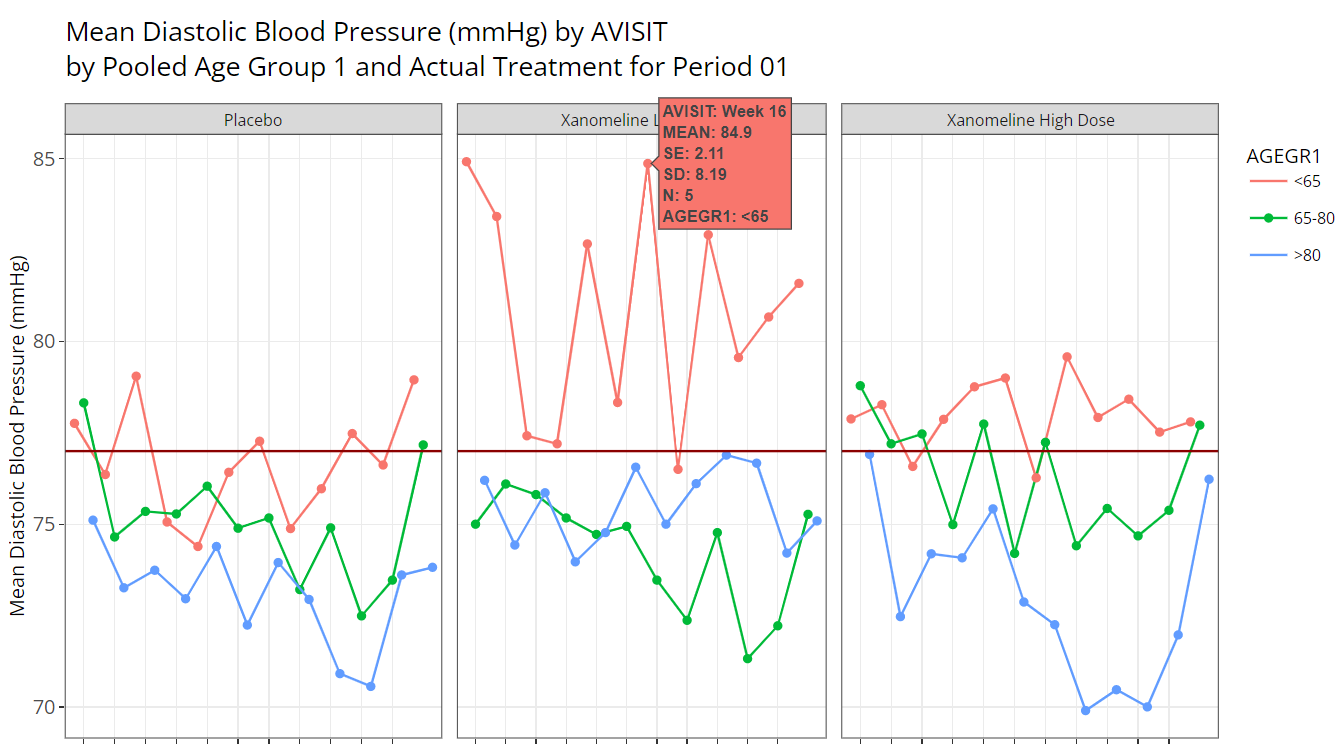 Mean Diastolic Blood Pressure (mmHg) by AVISIT
by Pooled Age Group 1 and Actual Treatment for Period 01
Placebo
Xanomeline L
Xanomeline High Dose
AVISIT: Week 16
MEAN: 84.9
SE: 2.11
SD: 8.19
N: 5
AGEGR1: <65
AGEGR1
<65
65-80
>80
Mean Diastolic Blood Pressure (mmHg)
85
80
75
70